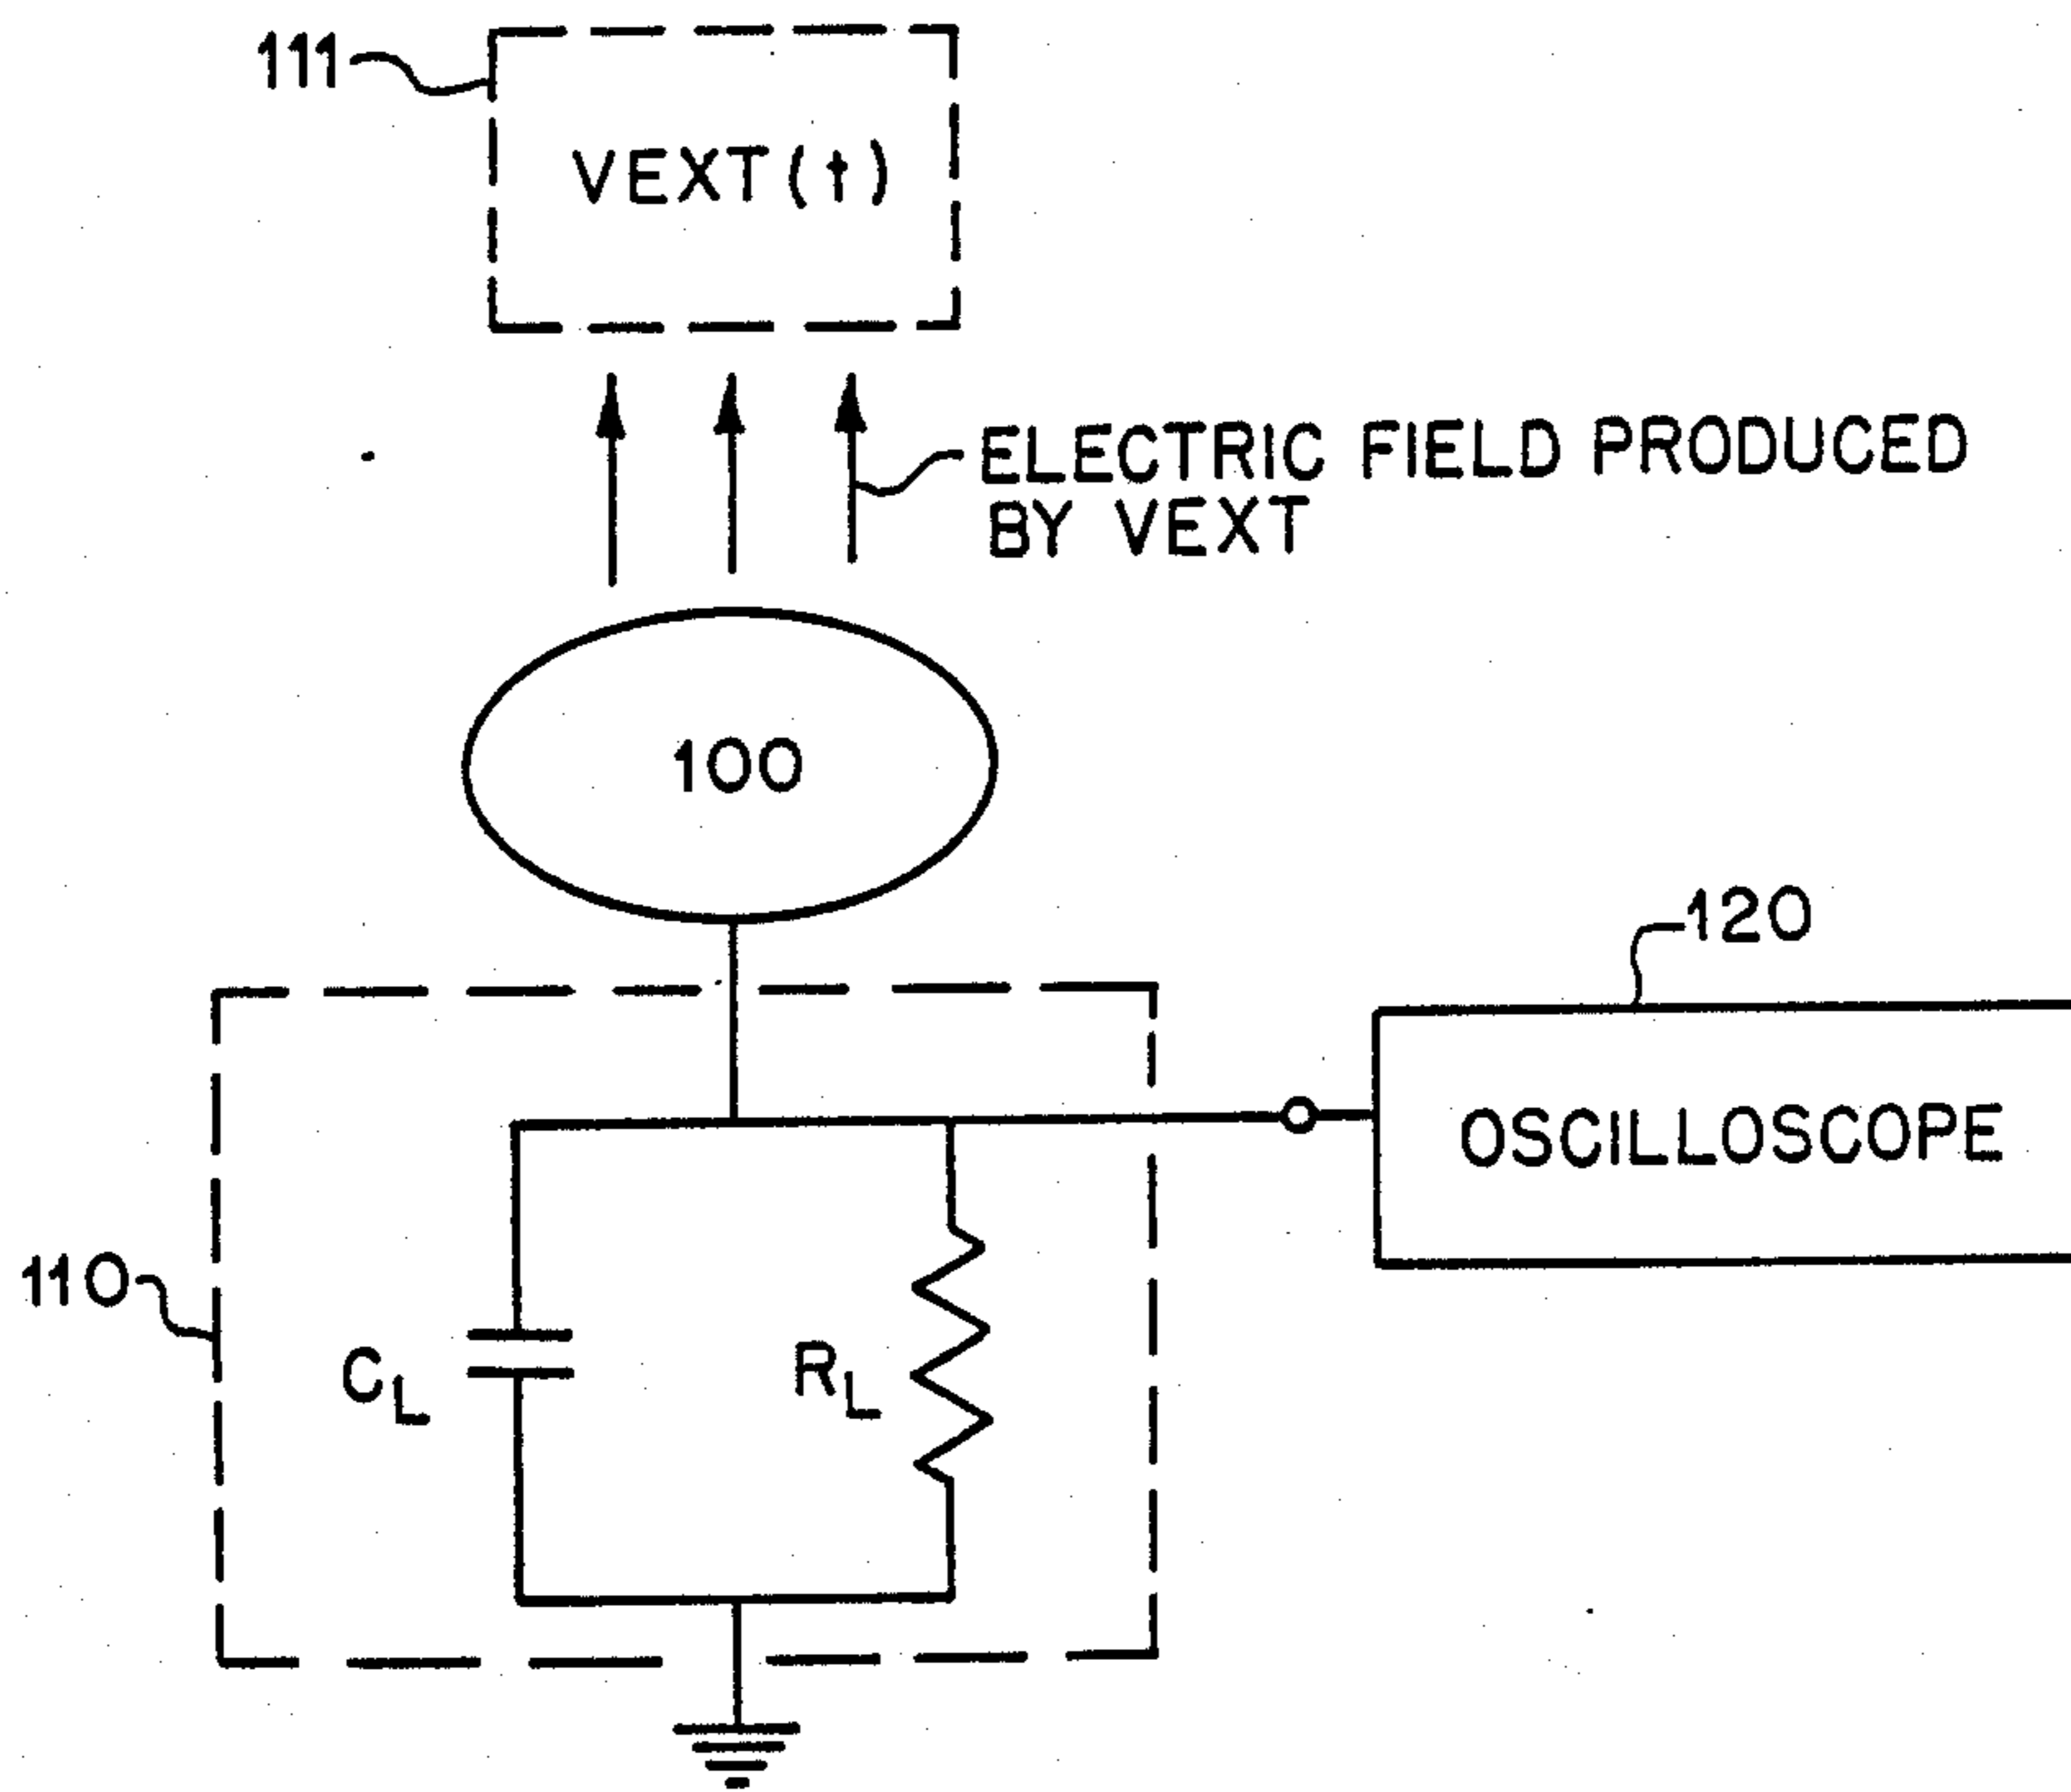 111
VEXT(t)
ELECTRIC FIELD PRODUCED
BY VEXT
100
120
OSCILLOSCOPE
110
CL
RL